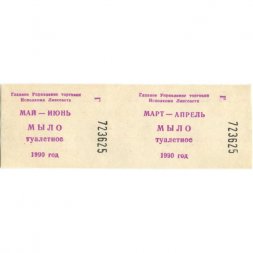 Главное Управление торговли
Исполкома Ленсовета
Г
МАЙ — ИЮНЬ
МЫЛО
туалетное
1990 год
723625
Главное Управление торговли
Исполкома Ленсовета
Г
МАРТ — АПРЕЛЬ
МЫЛО
туалетное
1990 год
723625